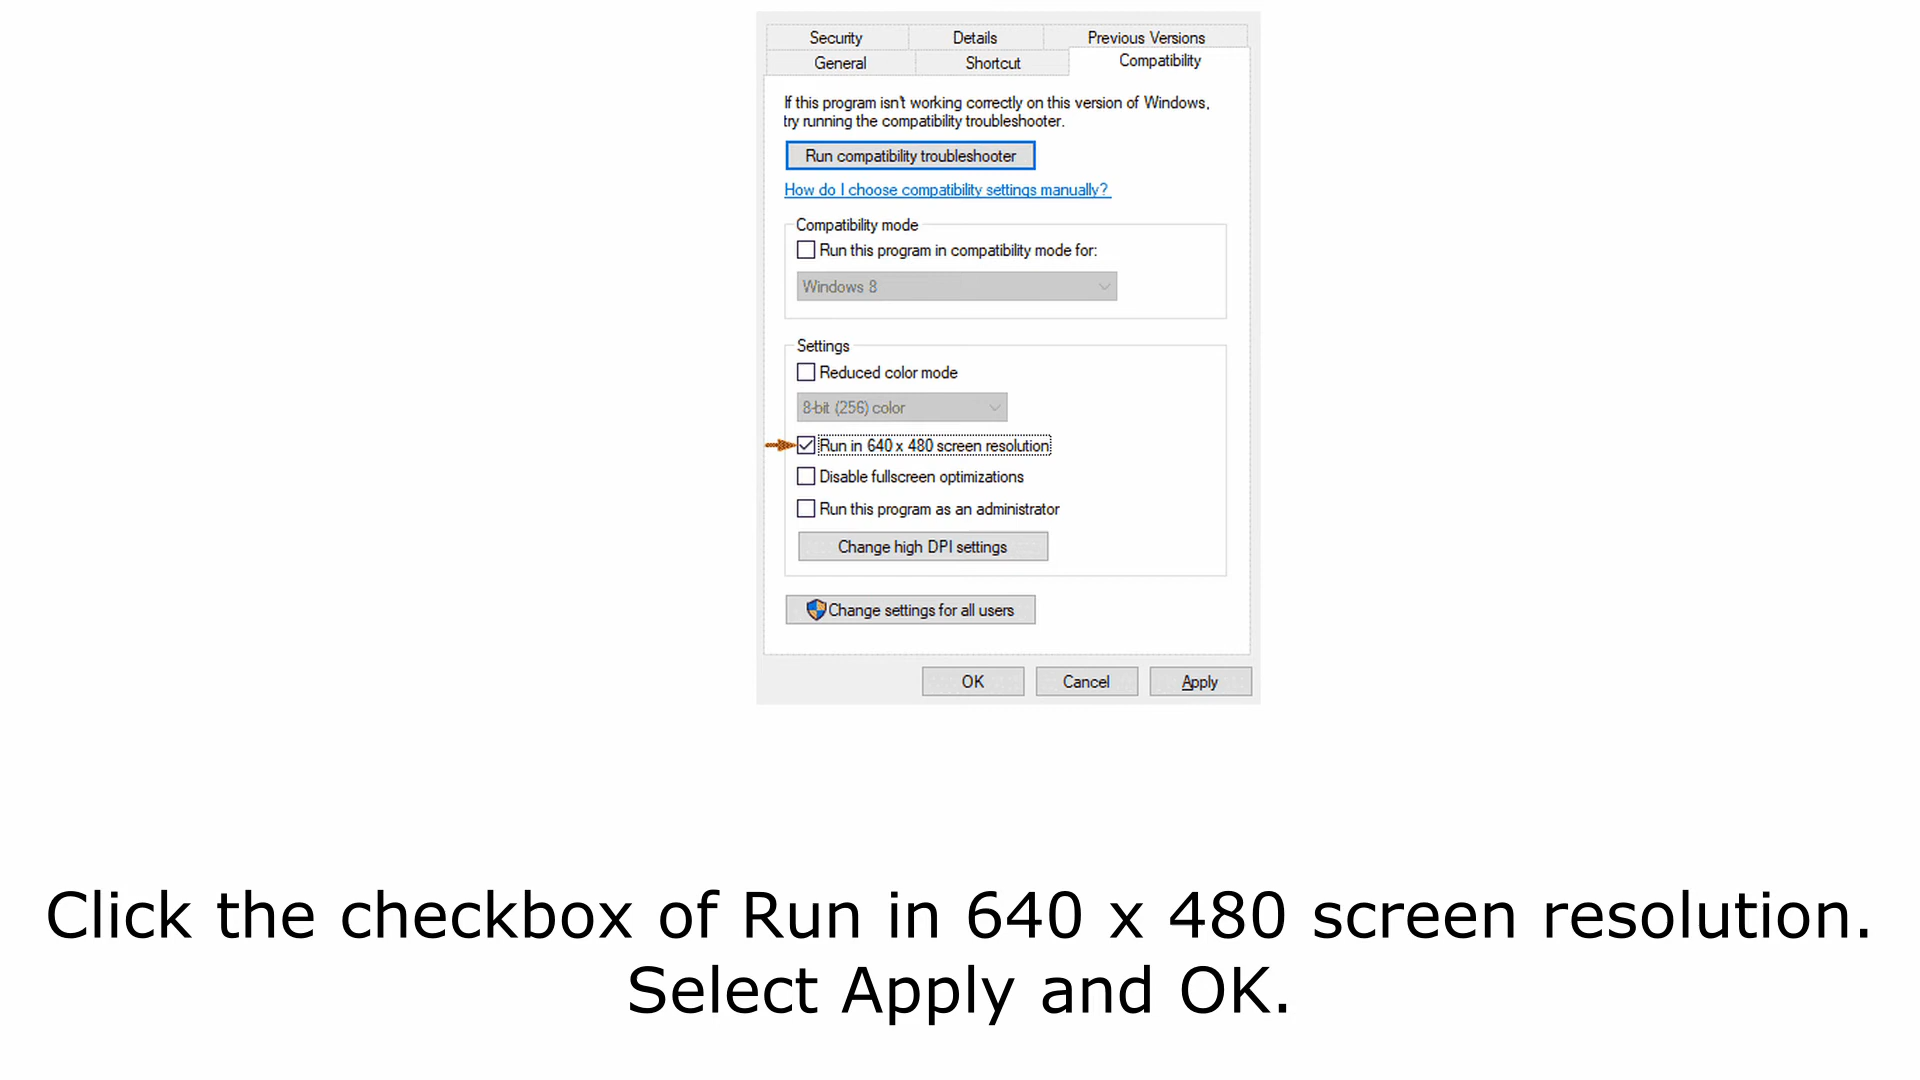 Security Details Previous Versions
General Shortcut Compatibility
If this program isn't working correctly on this version of Windows,
try running the compatibility troubleshooter.
Run compatibility troubleshooter
How do I choose compatibility settings manually?
Compatibility mode
Run this program in compatibility mode for:
Windows 8
Settings
Reduced color mode
8-bit (256) color
Run in 640 x 480 screen resolution
Disable fullscreen optimizations
Run this program as an administrator
Change high DPI settings
Change settings for all users
OK Cancel Apply
Click the checkbox of Run in 640 x 480 screen resolution.
Select Apply and OK.